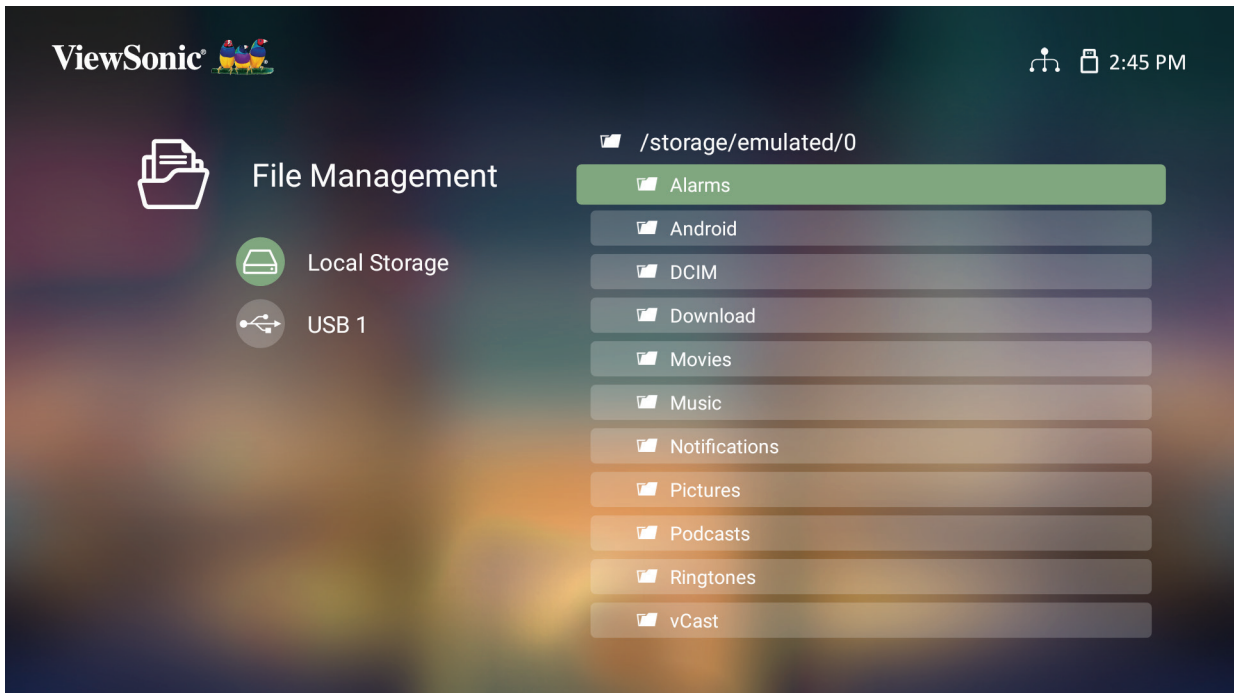 ViewSonic®
2:45 PM
File Management
Local Storage
USB 1
/storage/emulated/0
Alarms
Android
DCIM
Download
Movies
Music
Notifications
Pictures
Podcasts
Ringtones
vCast